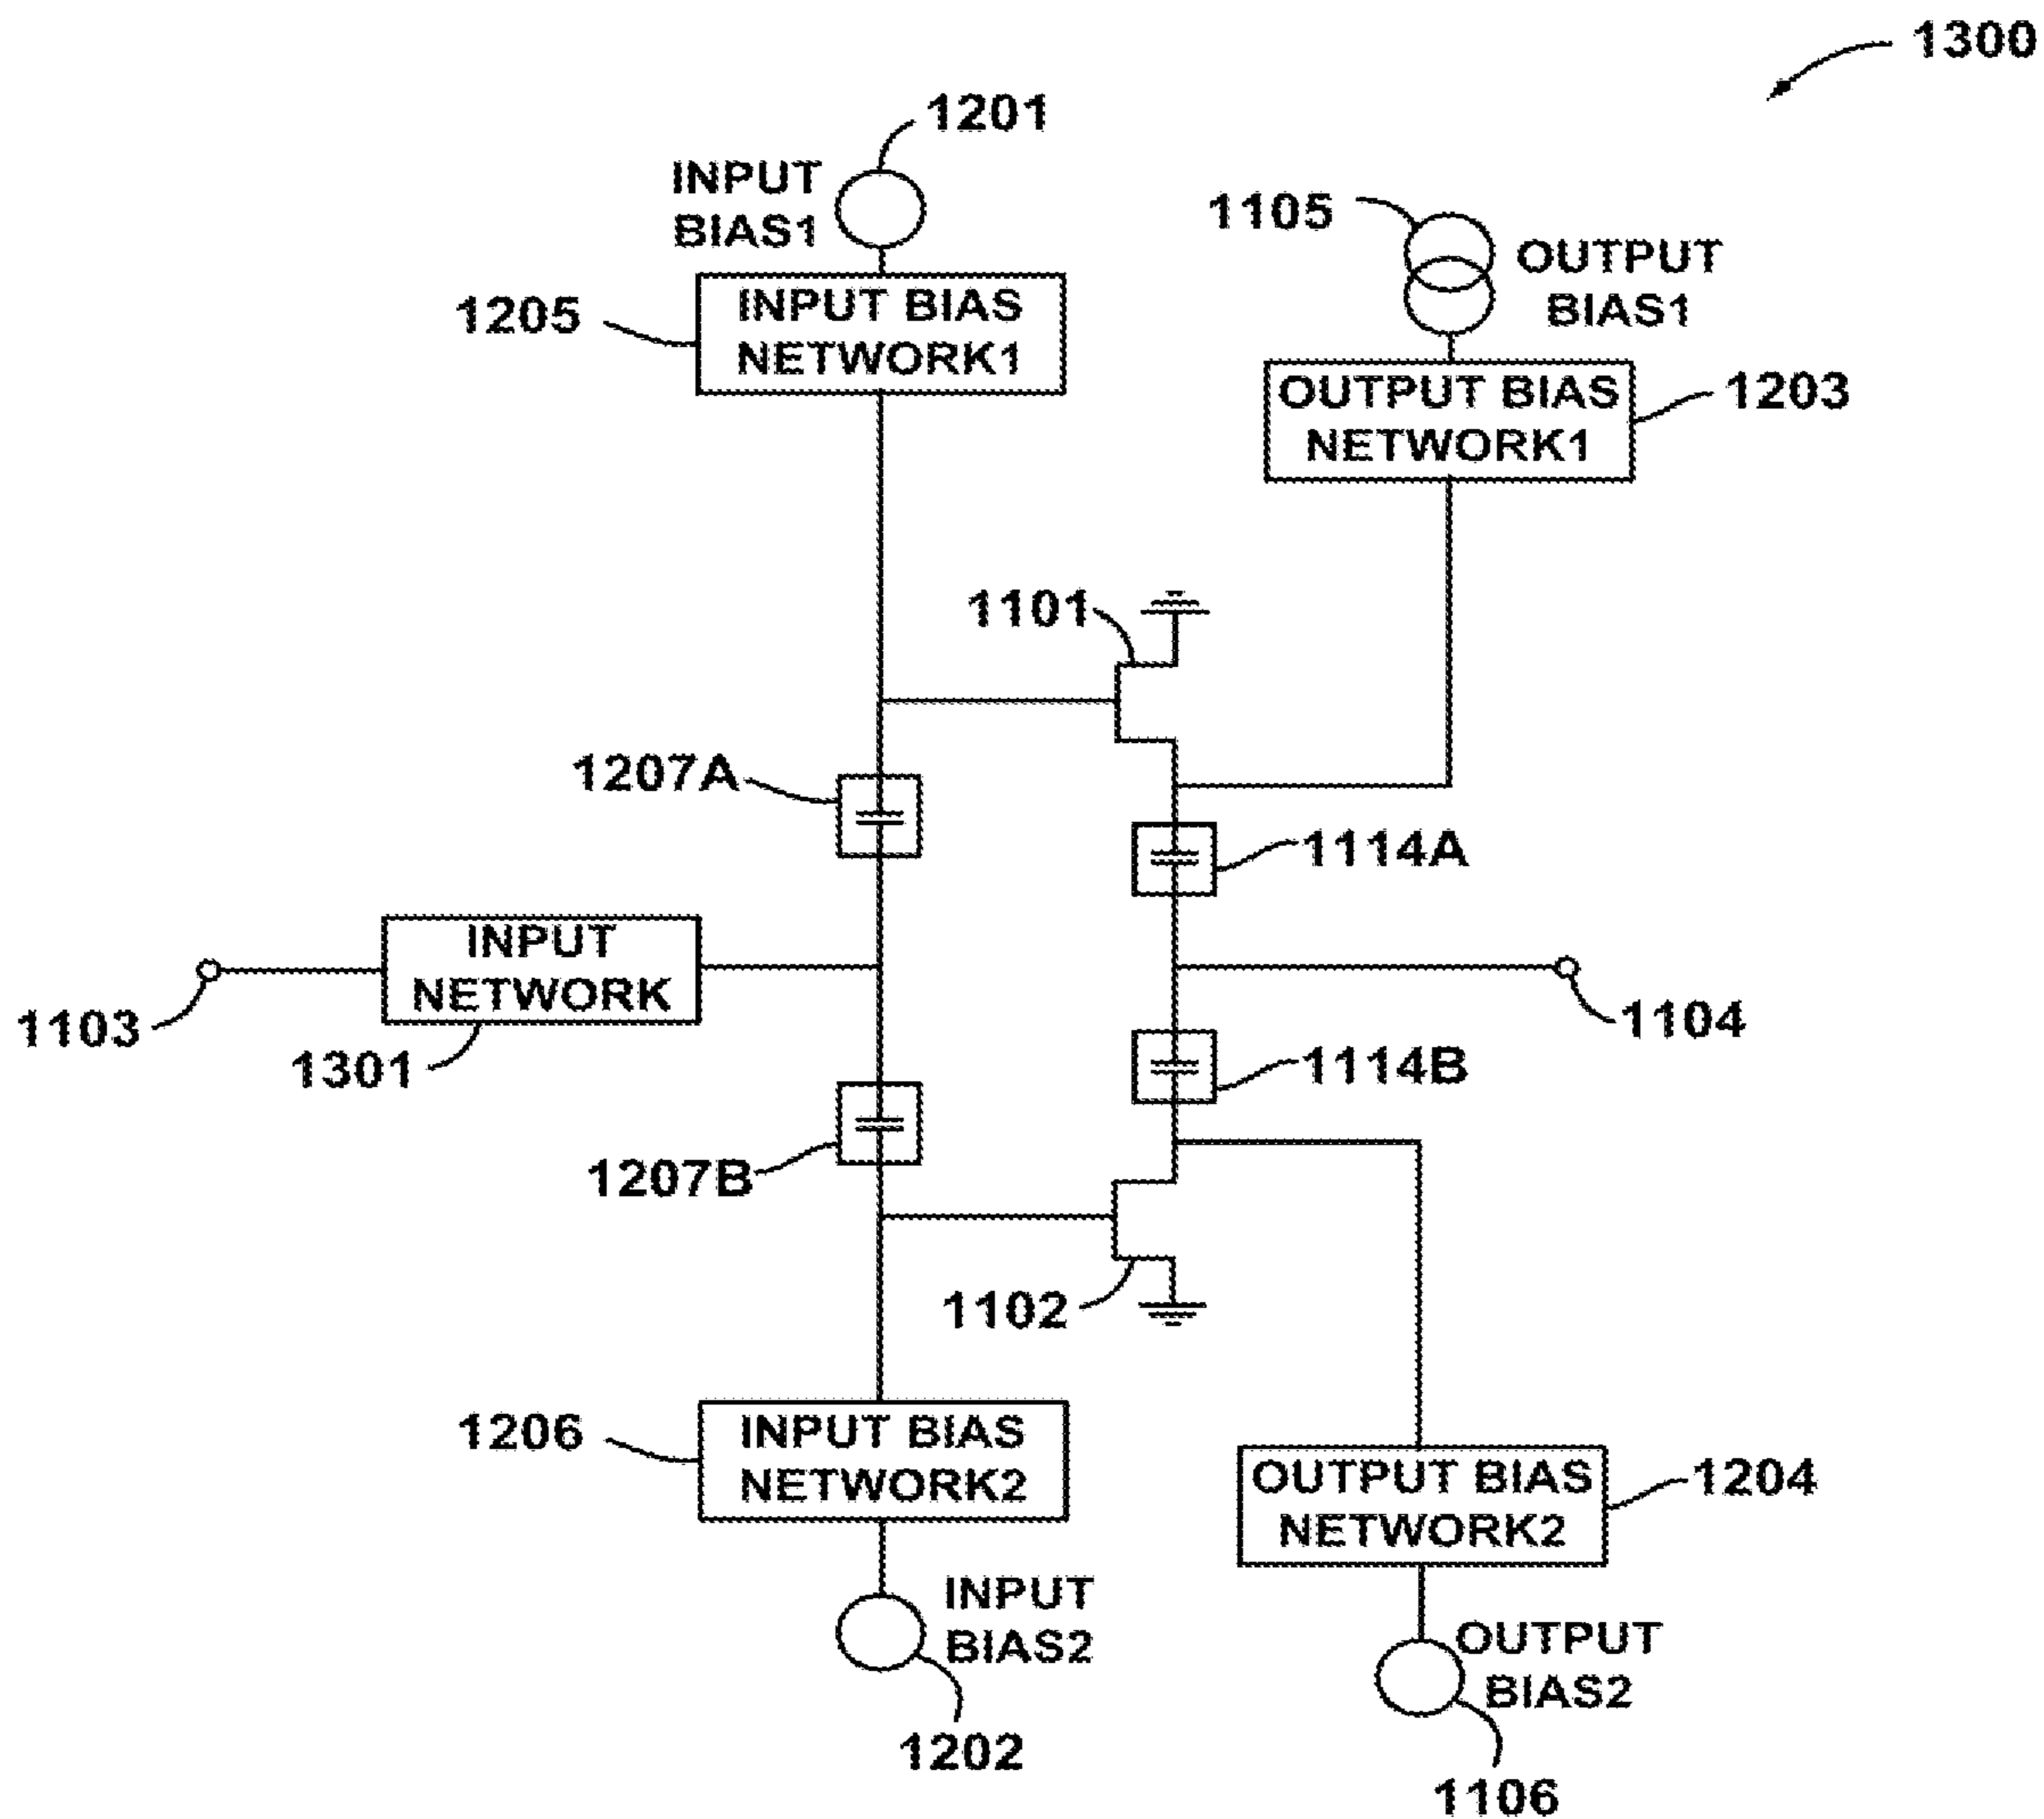 1300
1201
INPUT
BIAS1
1105
OUTPUT
BIAS1
1205
INPUT BIAS
NETWORK1
OUTPUT BIAS
NETWORK1
1203
1101
1207A
1114A
INPUT
NETWORK
1103
1301
1104
1114B
1207B
1102
1206
INPUT BIAS
NETWORK2
OUTPUT BIAS
NETWORK2
1204
INPUT
BIAS2
OUTPUT
BIAS2
1202
1106